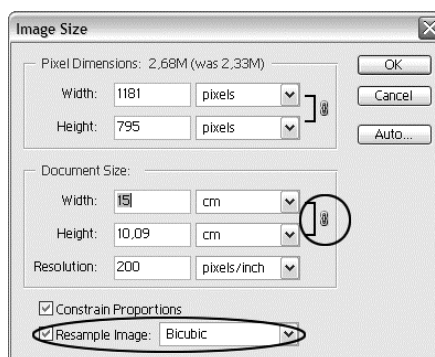 Image Size
Pixel Dimensions: 2,68M (was 2,33M)
OK
Width: 1181 pixels
Cancel
Height: 795 pixels
Auto...
Document Size:
Width: 15 cm
Height: 10,09 cm
Resolution: 200 pixels/inch
Constrain Proportions
Resample Image: Bicubic